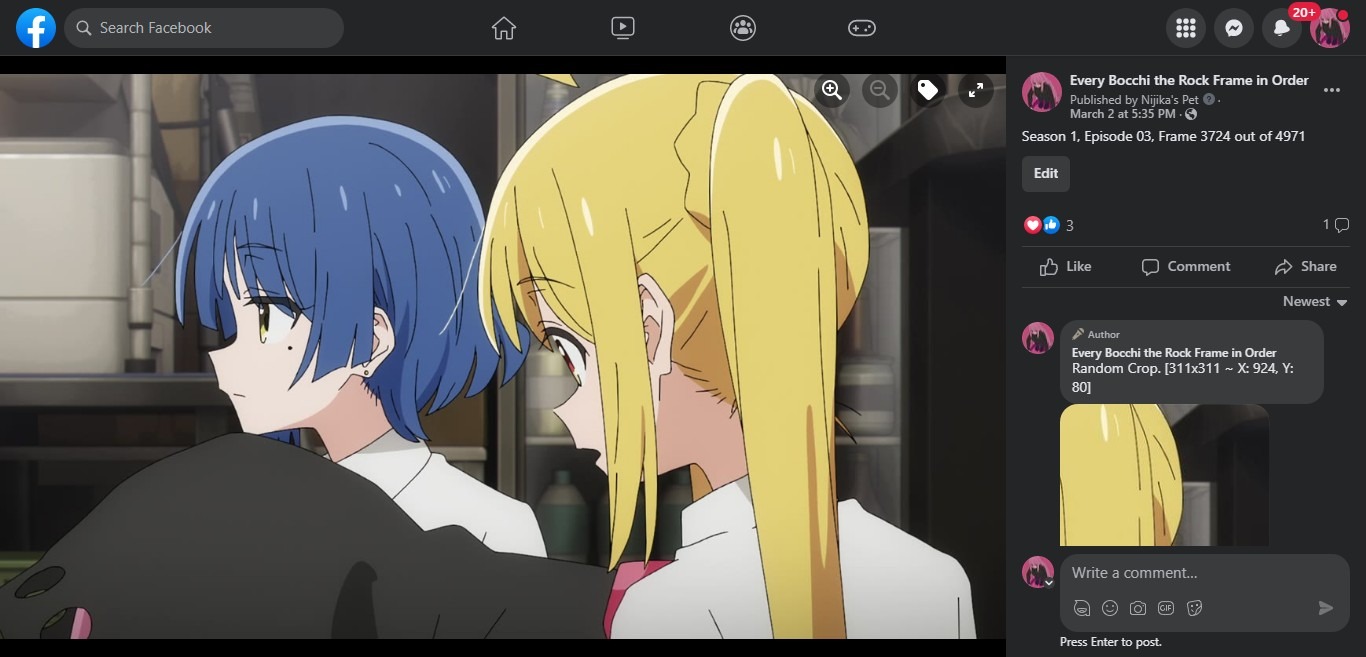 Search Facebook
20+
Every Bocchi the Rock Frame in Order
Published by Nijika's Pet ? ·
March 2 at 5:35 PM ·
Season 1, Episode 03, Frame 3724 out of 4971
Edit
3
1
Like
Comment
Share
Newest
Author
Every Bocchi the Rock Frame in Order
Random Crop. [311x311 ~ X: 924, Y:
80]
Write a comment...
GIF
Press Enter to post.